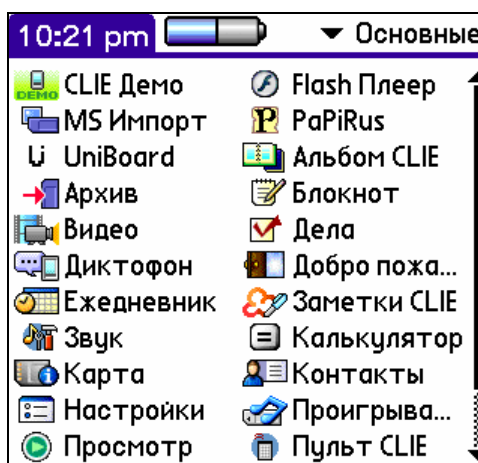 10:21 pm Основные
CLIE Демо Flash Плеер
MS Импорт PaPiRus
UniBoard Альбом CLIE
Архив Блокнот
Видео Дела
Диктофон Добро пожа...
Ежедневник Заметки CLIE
Звук Калькулятор
Карта Контакты
Настройки Проигрыва...
Просмотр Пульт CLIE